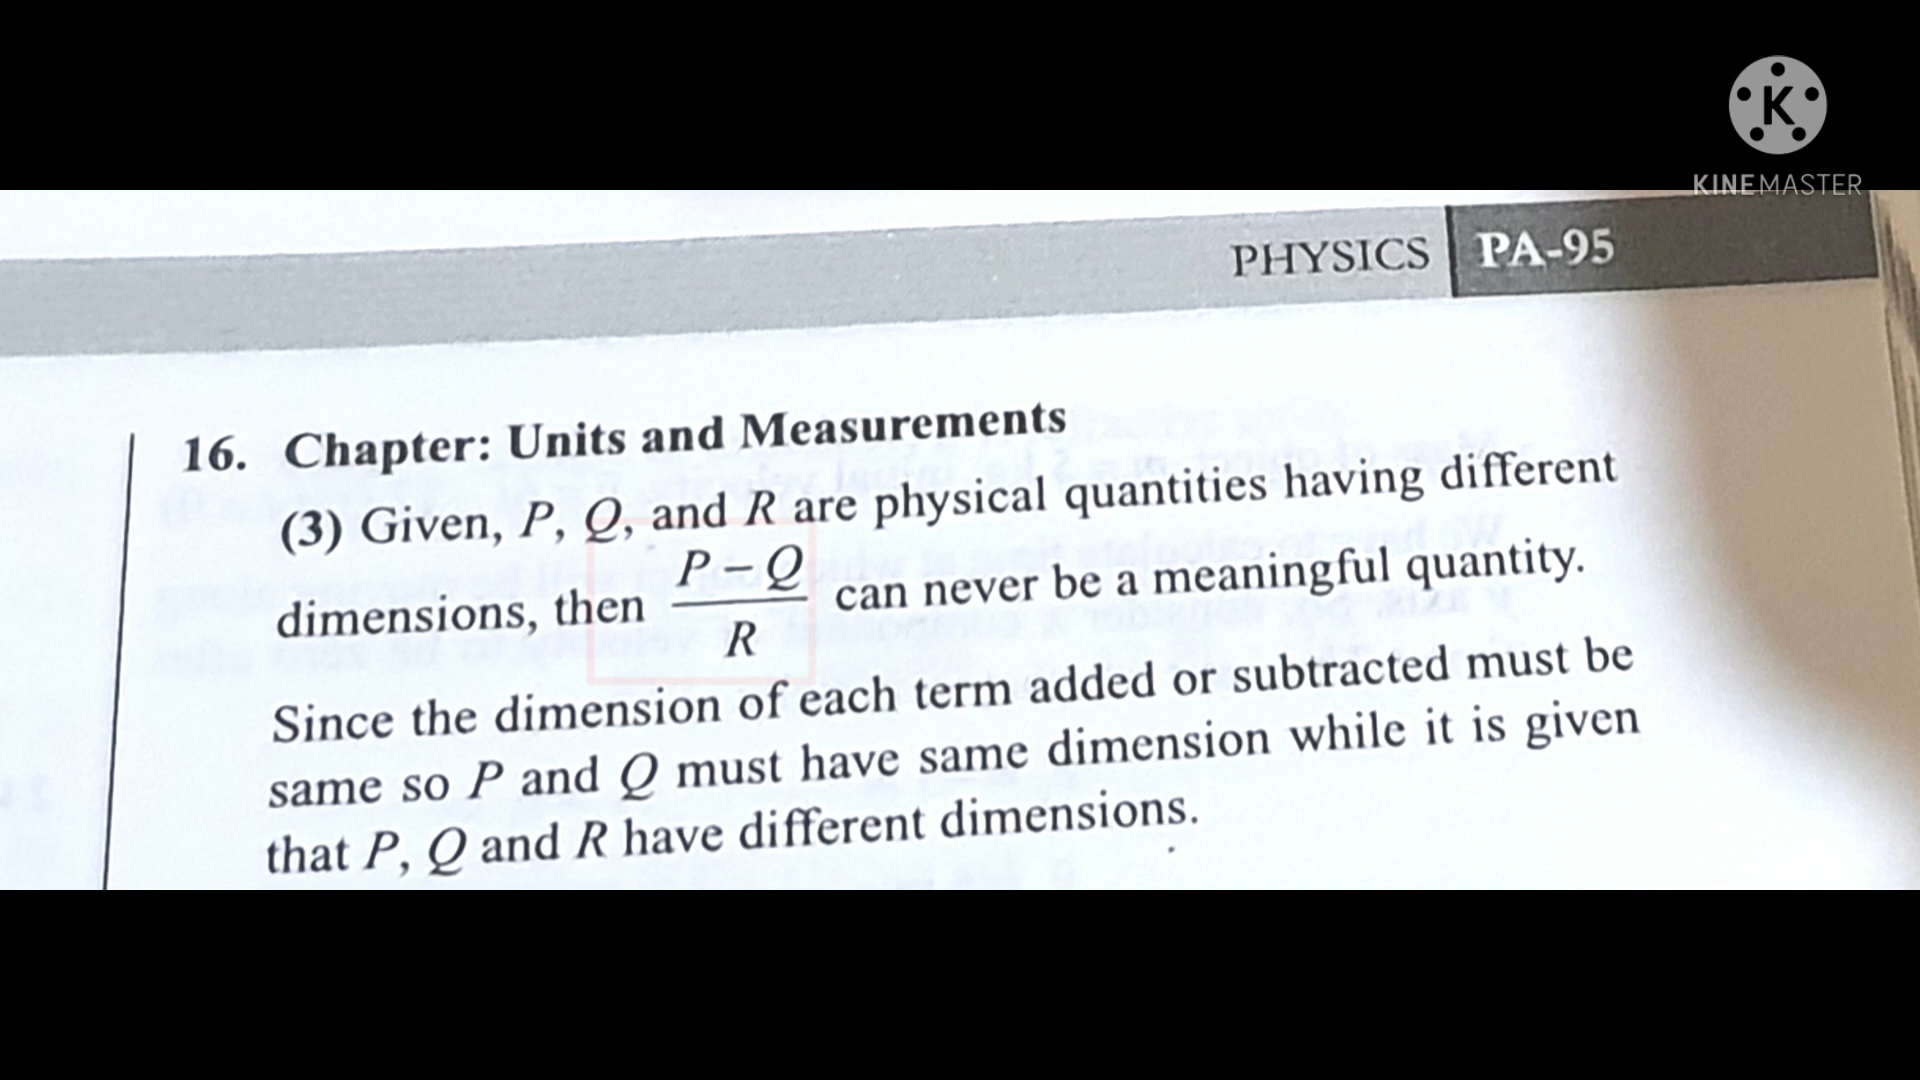 K
KINEMASTER
PHYSICS PA-95
16. Chapter: Units and Measurements
(3) Given, P, Q, and R are physical quantities having different
dimensions, then P−Q/R can never be a meaningful quantity.
Since the dimension of each term added or subtracted must be
same so P and Q must have same dimension while it is given
that P, Q and R have different dimensions.